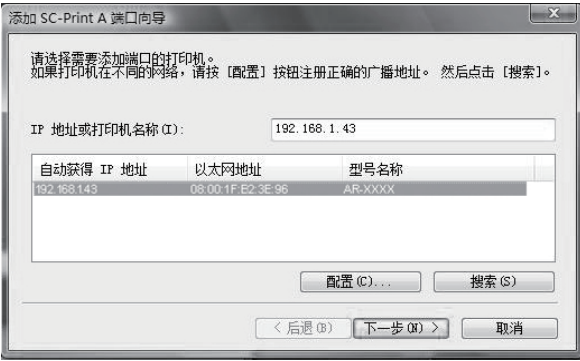 添加 SC-Print A 端口向导
请选择需要添加端口的打印机。
如果打印机在不同的网络，请按［配置］按钮注册正确的广播地址。 然后点击［搜索］。
IP 地址或打印机名称(I):
192.168.1.43
自动获得 IP 地址 以太网地址 型号名称
192.168.1.43 08:00:1F:E2:3E:96 AR-XXXX
配置(C)... 搜索(S)
< 后退(B) 下一步(N) > 取消